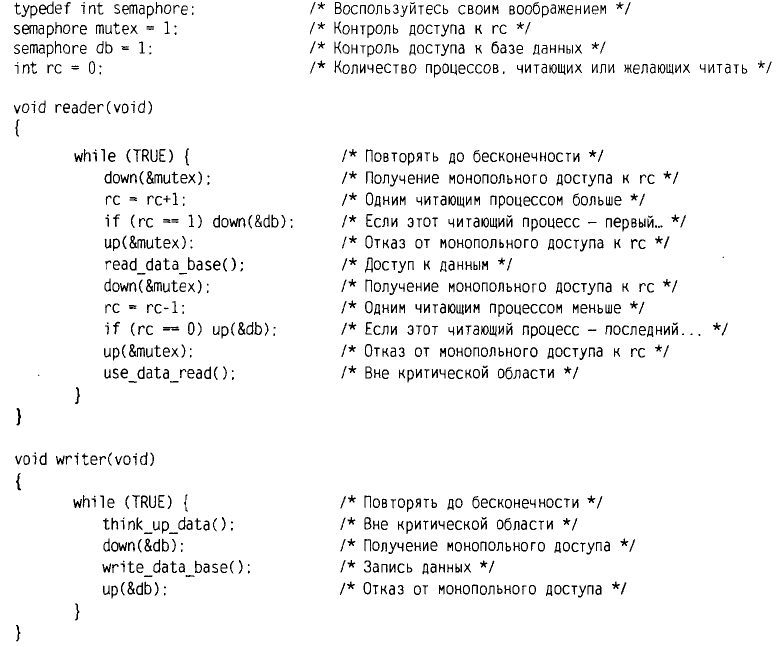 typedef int semaphore; /* Воспользуйтесь своим воображением */
semaphore mutex = 1; /* Контроль доступа к rc */
semaphore db = 1; /* Контроль доступа к базе данных */
int rc = 0; /* Количество процессов, читающих или желающих читать */
void reader(void)
{
while (TRUE) { /* Повторять до бесконечности */
down(&mutex); /* Получение монопольного доступа к rc */
rc = rc+1; /* Одним читающим процессом больше */
if (rc == 1) down(&db); /* Если этот читающий процесс – первый… */
up(&mutex); /* Отказ от монопольного доступа к rc */
read_data_base(); /* Доступ к данным */
down(&mutex); /* Получение монопольного доступа к rc */
rc = rc-1; /* Одним читающим процессом меньше */
if (rc == 0) up(&db); /* Если этот читающий процесс – последний... */
up(&mutex); /* Отказ от монопольного доступа к rc */
use_data_read(); /* Вне критической области */
}
}
void writer(void)
{
while (TRUE) { /* Повторять до бесконечности */
think_up_data(); /* Вне критической области */
down(&db); /* Получение монопольного доступа */
write_data_base(); /* Запись данных */
up(&db); /* Отказ от монопольного доступа */
}
}